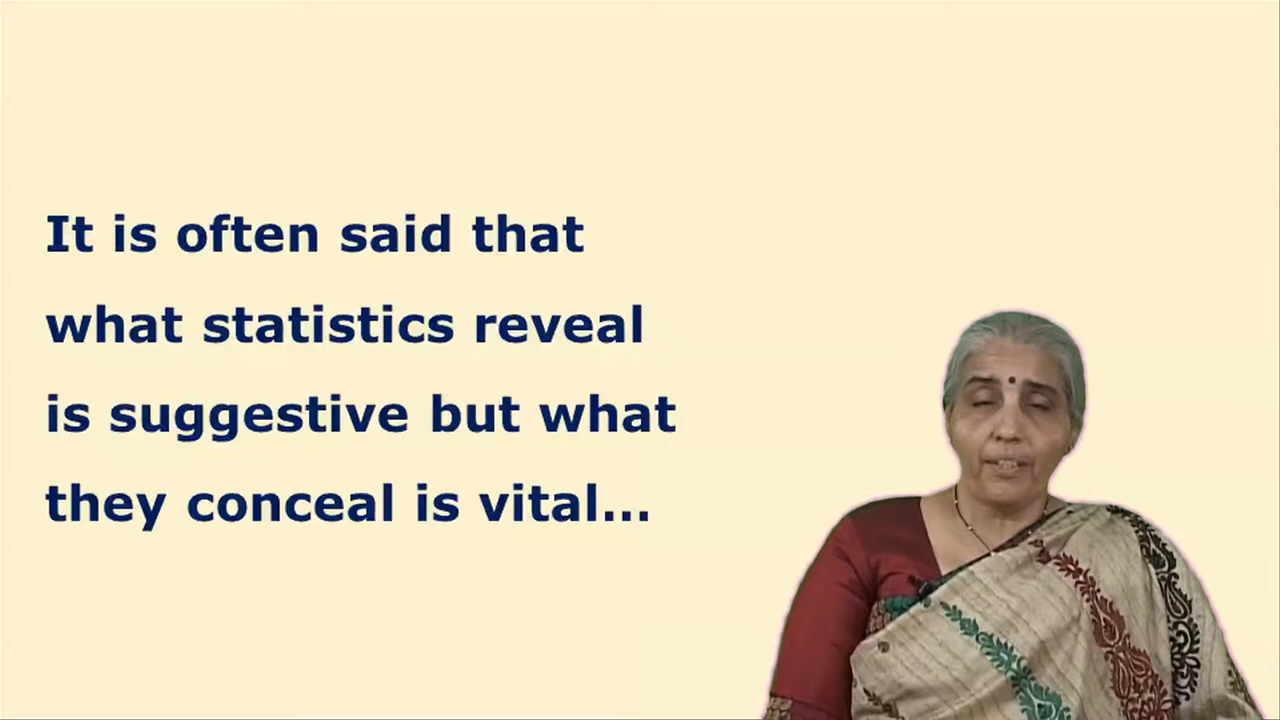 It is often said that
what statistics reveal
is suggestive but what
they conceal is vital...